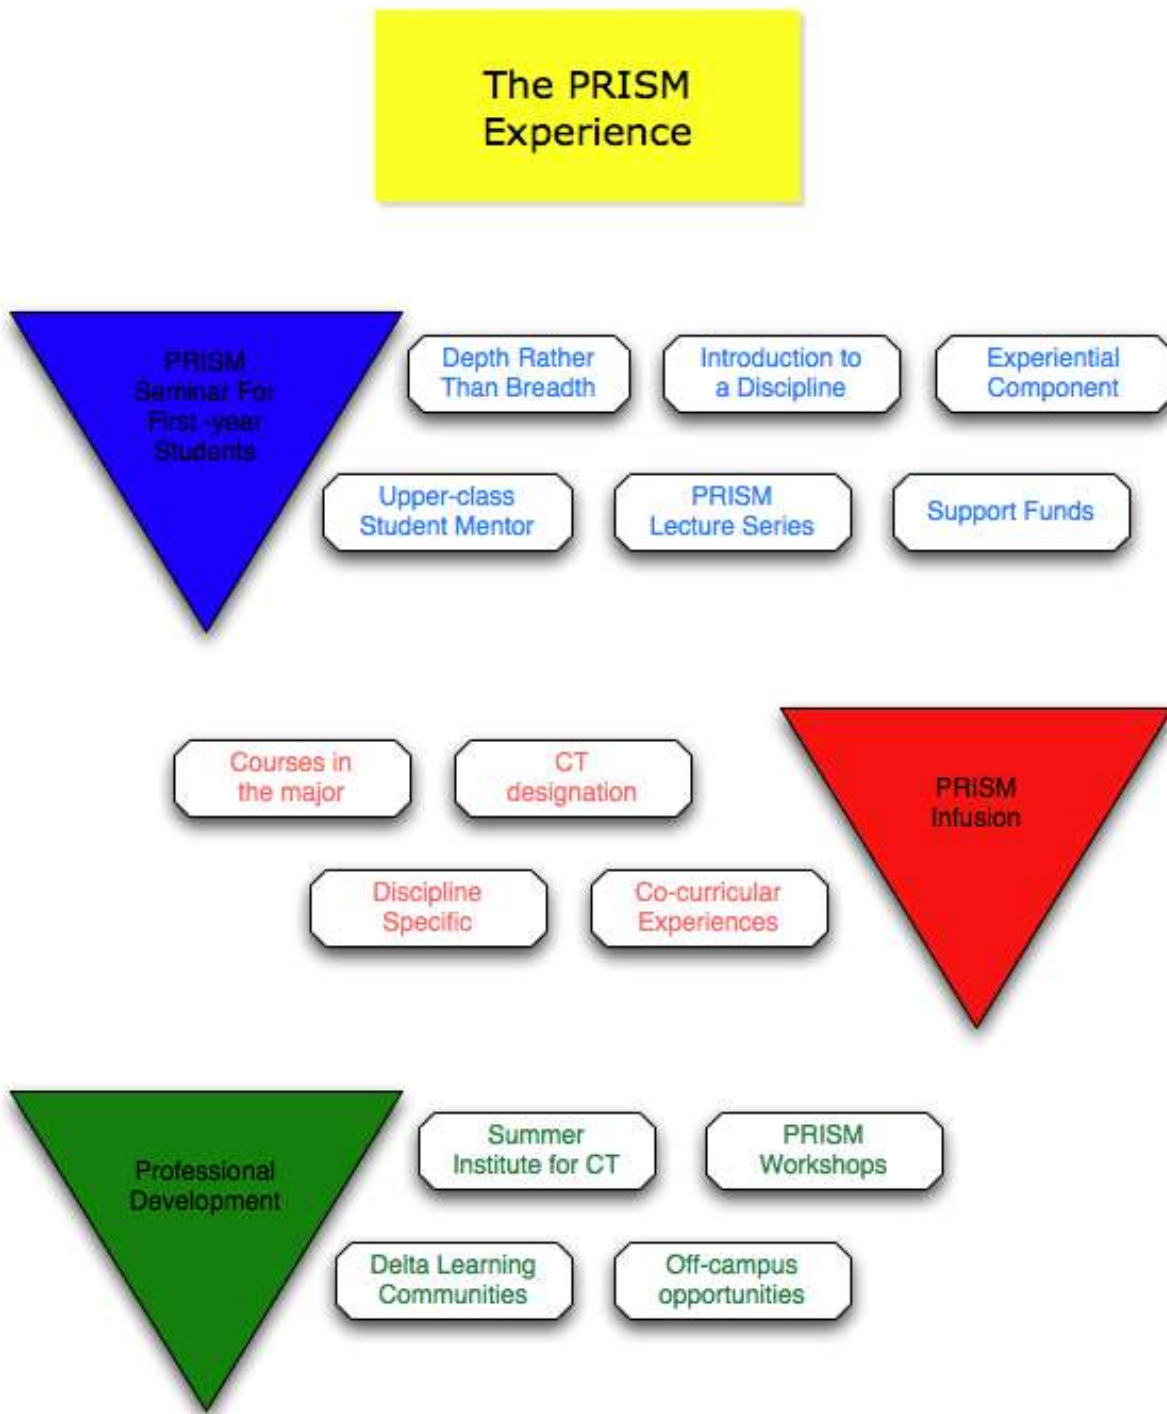 The PRISM
Experience
PRISM
Seminar For
First -year
Students
Depth Rather
Than Breadth
Introduction to
a Discipline
Experiential
Component
Upper-class
Student Mentor
PRISM
Lecture Series
Support Funds
Courses in
the major
CT
designation
PRISM
Infusion
Discipline
Specific
Co-curricular
Experiences
Professional
Development
Summer
Institute for CT
PRISM
Workshops
Delta Learning
Communities
Off-campus
opportunities